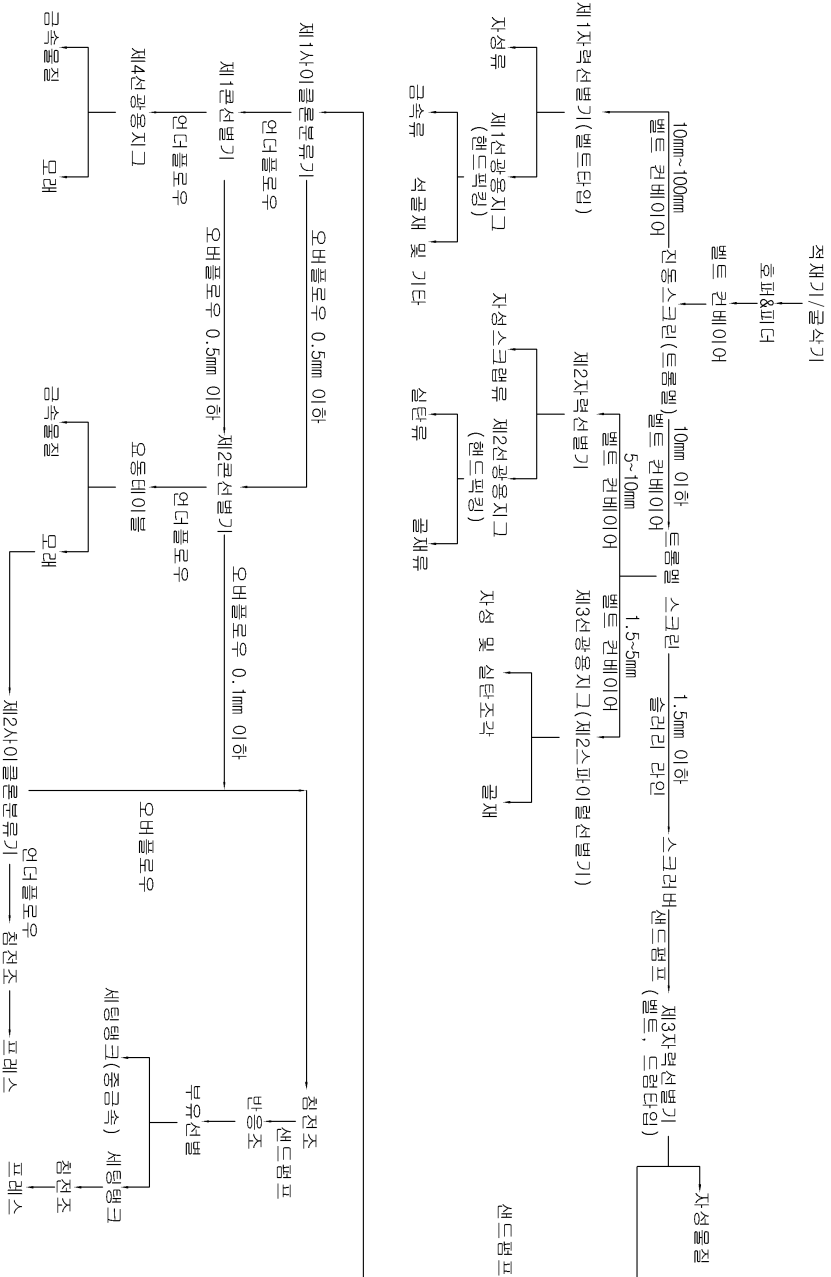 적재기/굴삭기
호퍼&피더
벨트 컨베이어
진동스크린(트롬멜)
10mm~100mm
벨트 컨베이어
제1자력선별기(벨트타입)
자성류
제1선광용지그
(핸드픽킹)
금속류
석골재 및 기타
10mm 이하
벨트 컨베이어
트롬멜 스크린
5~10mm
벨트 컨베이어
제2자력선별기
자성스크랩류
제2선광용지그
(핸드픽킹)
실탄류
골재류
1.5~5mm
벨트 컨베이어
제3선광용지그(제2스파이럴선별기)
자성 및 실탄조각
골재
1.5mm 이하
슬러리 라인
스크러버
샌드펌프
제3자력선별기
(벨트, 드럼타입)
자성물질
샌드펌프
제1사이클론분류기
언더플로우
오버플로우 0.5mm 이하
제1콘선별기
언더플로우
오버플로우 0.5mm 이하
제4선광용지그
금속물질
모래
제2콘선별기
언더플로우
오버플로우 0.1mm 이하
요동테이블
금속물질
모래
제2사이클론분류기
오버플로우
언더플로우
침전조
프레스
침전조
샌드펌프
반응조
부유선별
세팅탱크(중금속)
세팅탱크
침전조
프레스